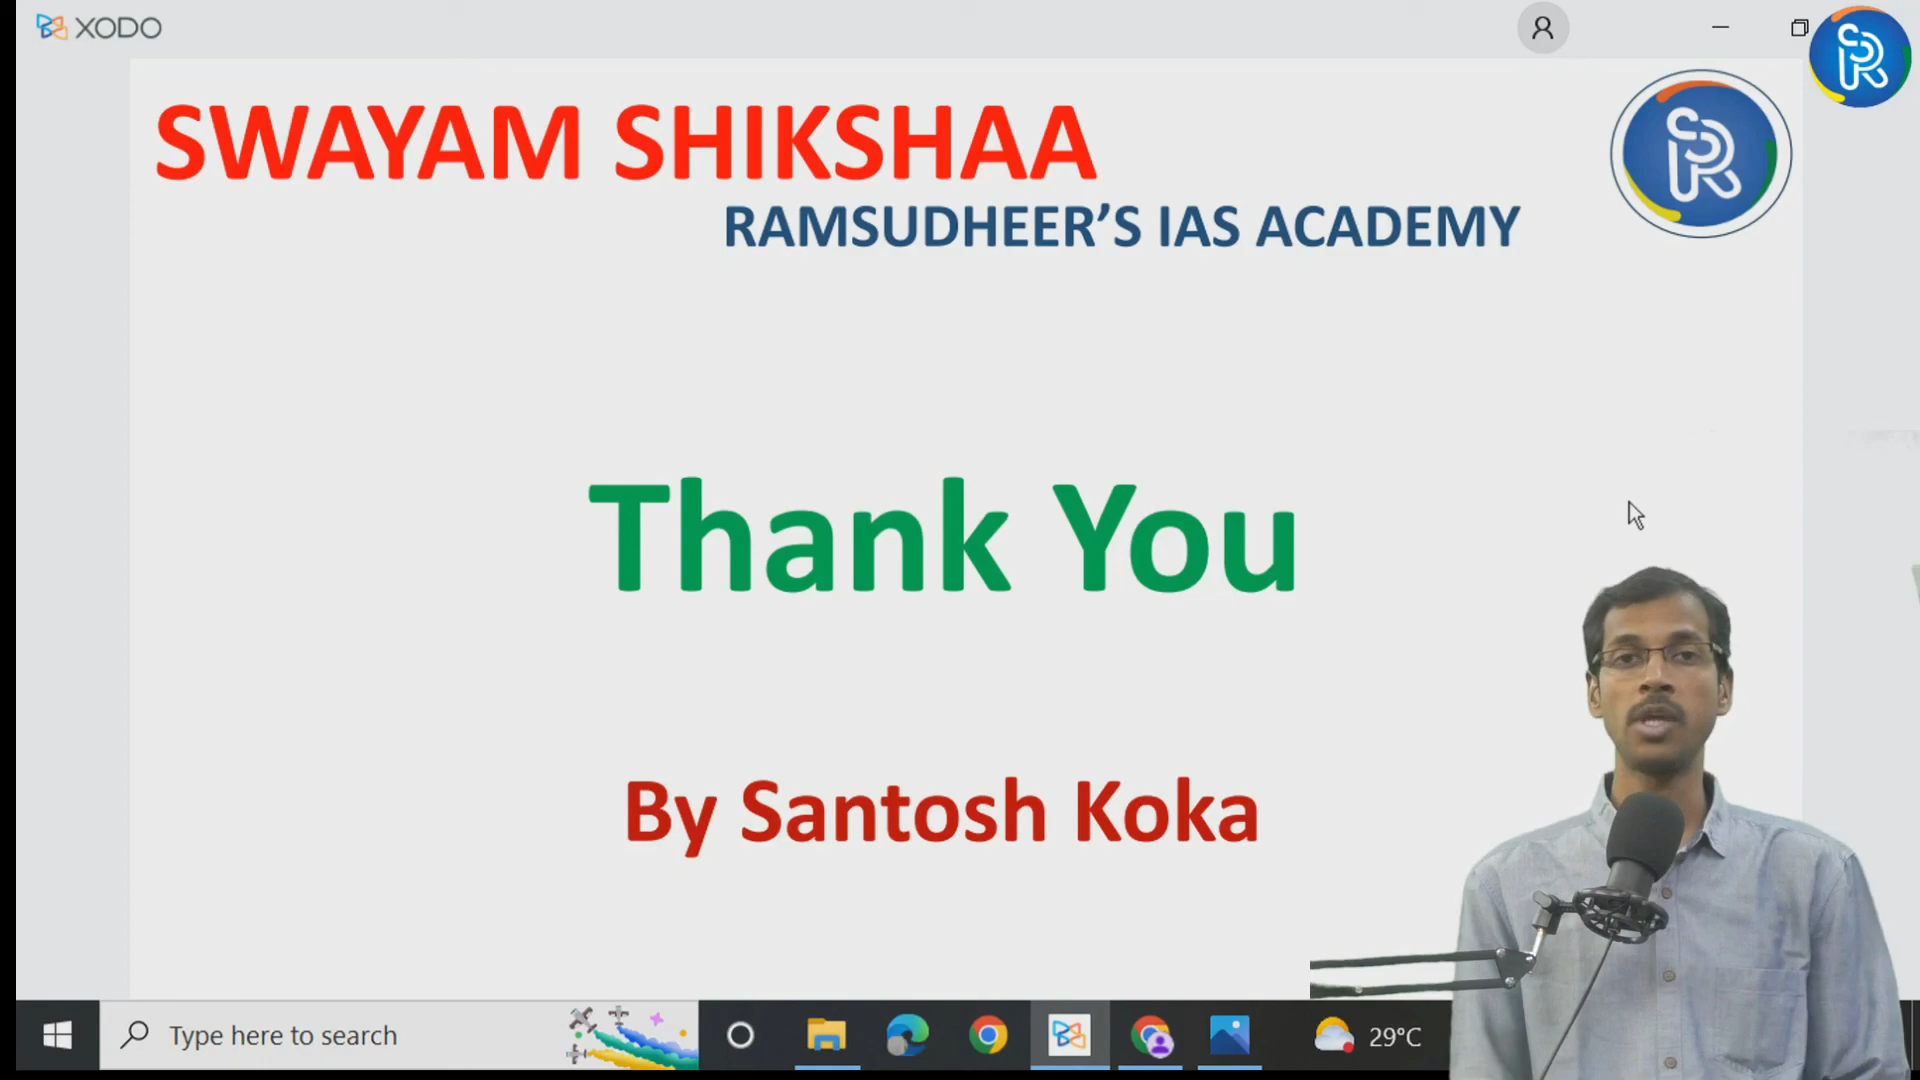 XODO
SWAYAM SHIKSHAA
RAMSUDHEER’S IAS ACADEMY
Thank You
By Santosh Koka
Type here to search
29°C